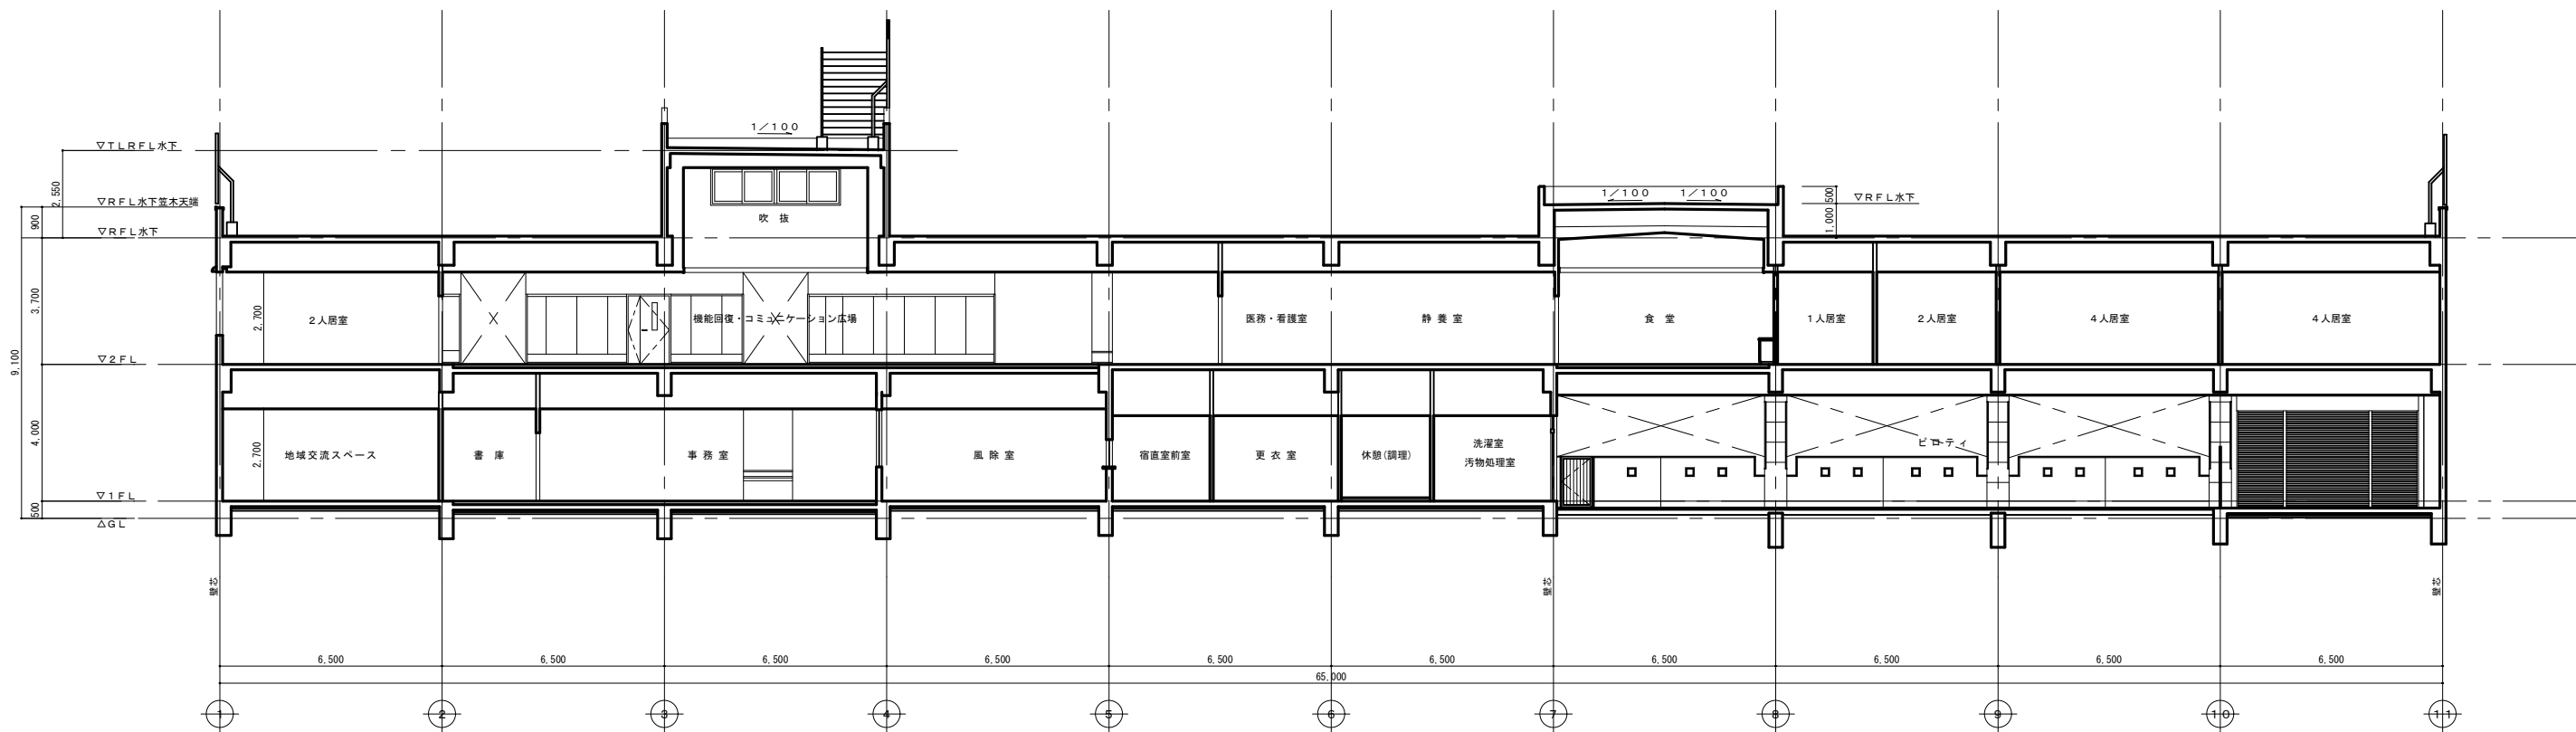 1/100
▽TLRFL水下
2,550
▽RFL水下笠木天端
900
▽RFL水下
吹 抜
1/100 1/100
500
▽RFL水下
1,000
3,700
2,700
2人居室
機能回復・コミュニケーション広場
医務・看護室
静 養 室
食 堂
1人居室
2人居室
4人居室
4人居室
▽2FL
9,100
4,000
2,700
地域交流スペース
書 庫
事 務 室
風 除 室
宿直室前室
更 衣 室
休憩(調理)
洗濯室
汚物処理室
ピロティ
▽1FL
500
△GL
壁芯
壁芯
壁芯
6,500 6,500 6,500 6,500 6,500 6,500 6,500 6,500 6,500 6,500
65,000
1 2 3 4 5 6 7 8 9 10 11